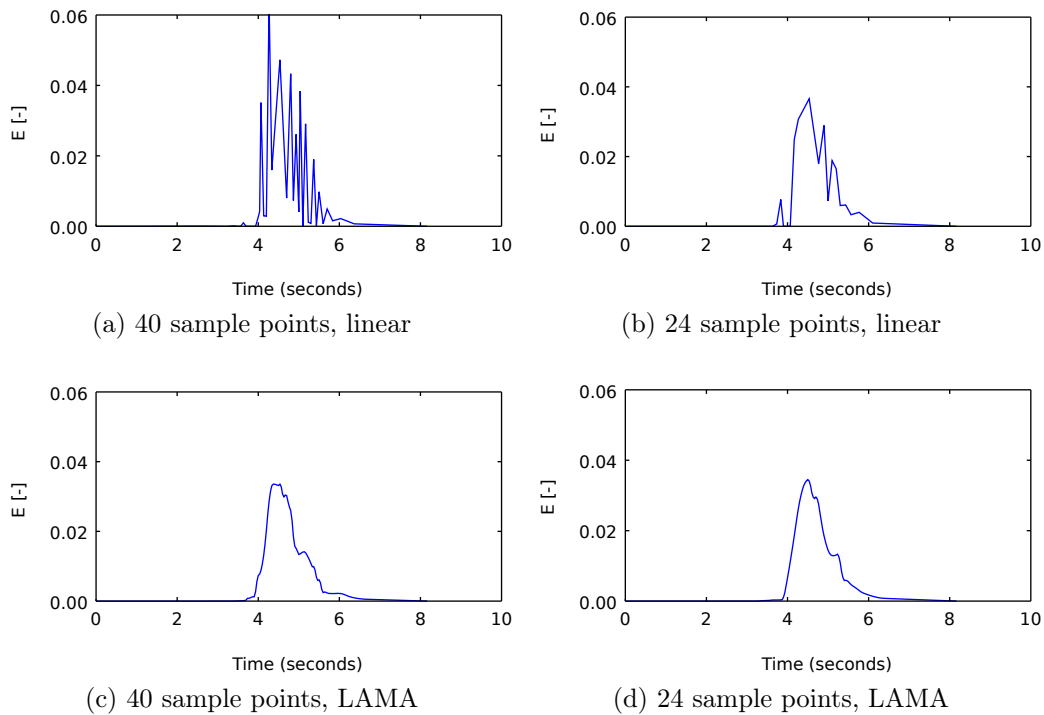 0.06
0.04
0.02
0.00
E [-]
0 2 4 6 8 10
Time (seconds)
(a) 40 sample points, linear
0.06
0.04
0.02
0.00
E [-]
0 2 4 6 8 10
Time (seconds)
(b) 24 sample points, linear
0.06
0.04
0.02
0.00
E [-]
0 2 4 6 8 10
Time (seconds)
(c) 40 sample points, LAMA
0.06
0.04
0.02
0.00
E [-]
0 2 4 6 8 10
Time (seconds)
(d) 24 sample points, LAMA